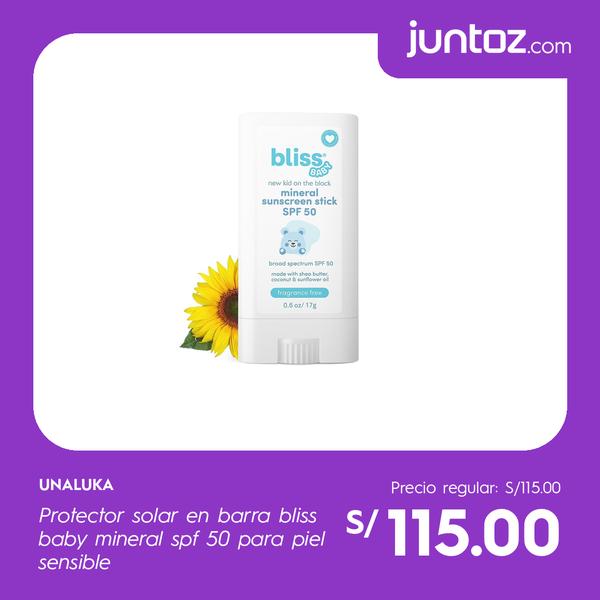 juntoz.com
bliss®
BABY
new kid on the block
mineral
sunscreen stick
SPF 50
broad spectrum SPF 50
made with shea butter,
coconut & sunflower oil
fragrance free
0.6 oz/ 17g
UNALUKA
Precio regular: S/115.00
Protector solar en barra bliss
baby mineral spf 50 para piel
sensible
S/ 115.00